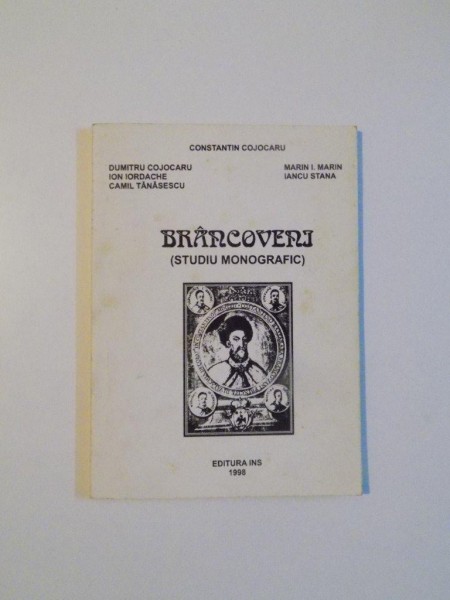 CONSTANTIN COJOCARU
DUMITRU COJOCARU
ION IORDACHE
CAMIL TĂNĂSESCU
MARIN I. MARIN
IANCU STANA
BRÂNCOVENI
(STUDIU MONOGRAFIC)
EDITURA INS
1998